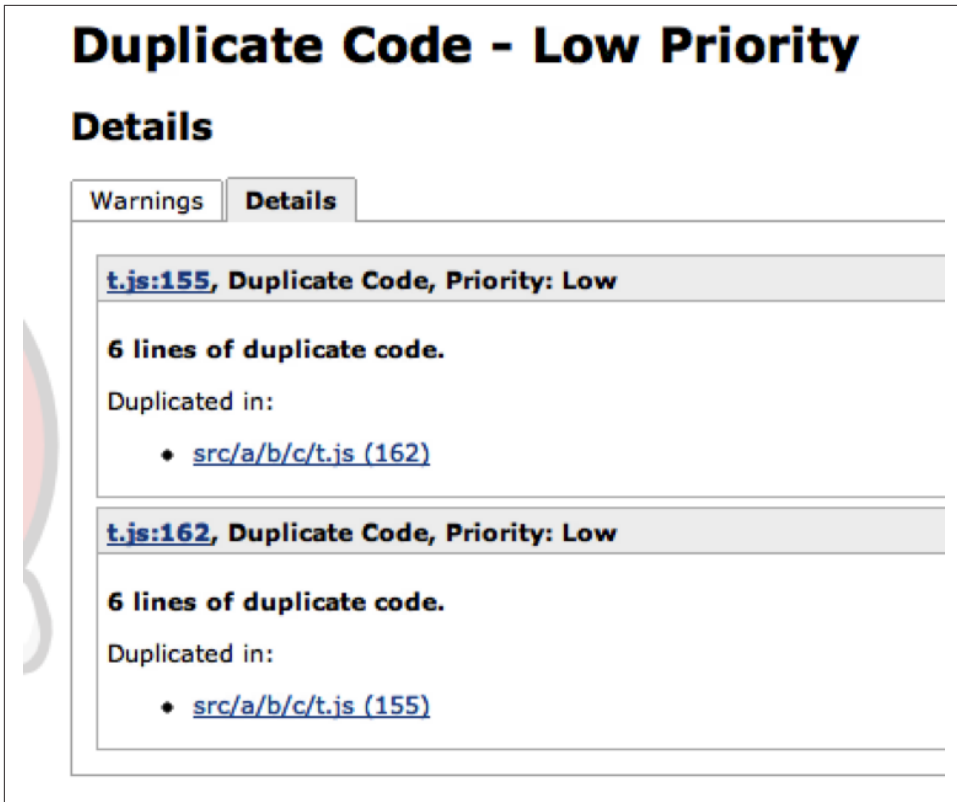 Duplicate Code - Low Priority
Details
Warnings
Details
t.js:155, Duplicate Code, Priority: Low
6 lines of duplicate code.
Duplicated in:
• src/a/b/c/t.js (162)
t.js:162, Duplicate Code, Priority: Low
6 lines of duplicate code.
Duplicated in:
• src/a/b/c/t.js (155)